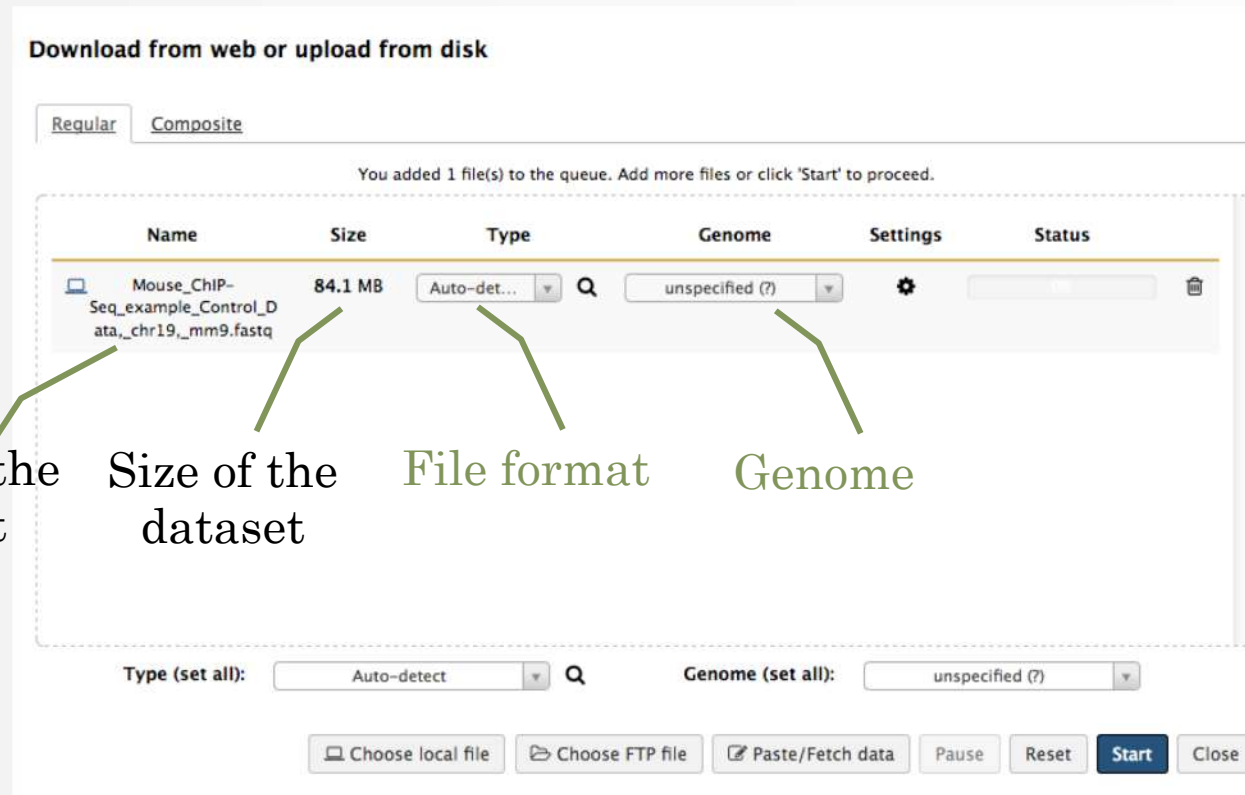 Download from web or upload from disk
Regular Composite
You added 1 file(s) to the queue. Add more files or click 'Start' to proceed.
Name Size Type Genome Settings Status
Mouse_ChIP-
Seq_example_Control_D
ata,_chr19,_mm9.fastq
84.1 MB Auto-det... unspecified (?)
the
Size of the
dataset
File format
Genome
Type (set all): Auto-detect Genome (set all): unspecified (?)
Choose local file Choose FTP file Paste/Fetch data Pause Reset Start Close